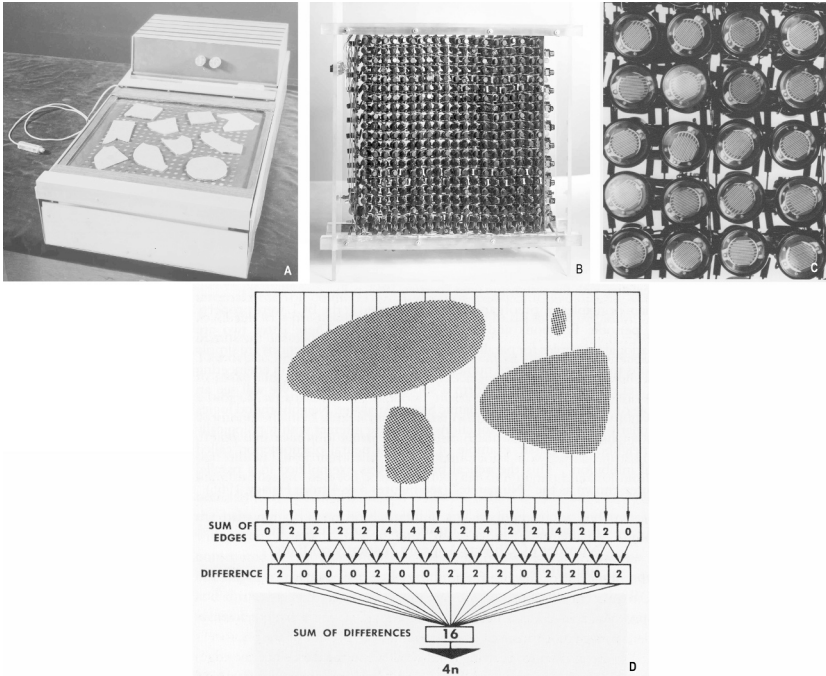 A
B
C
SUM OF EDGES
0 2 2 2 2 4 4 4 2 4 2 2 4 2 2 0
DIFFERENCE
2 0 0 0 2 0 0 2 2 2 0 2 2 0 2
SUM OF DIFFERENCES
16
4n
D